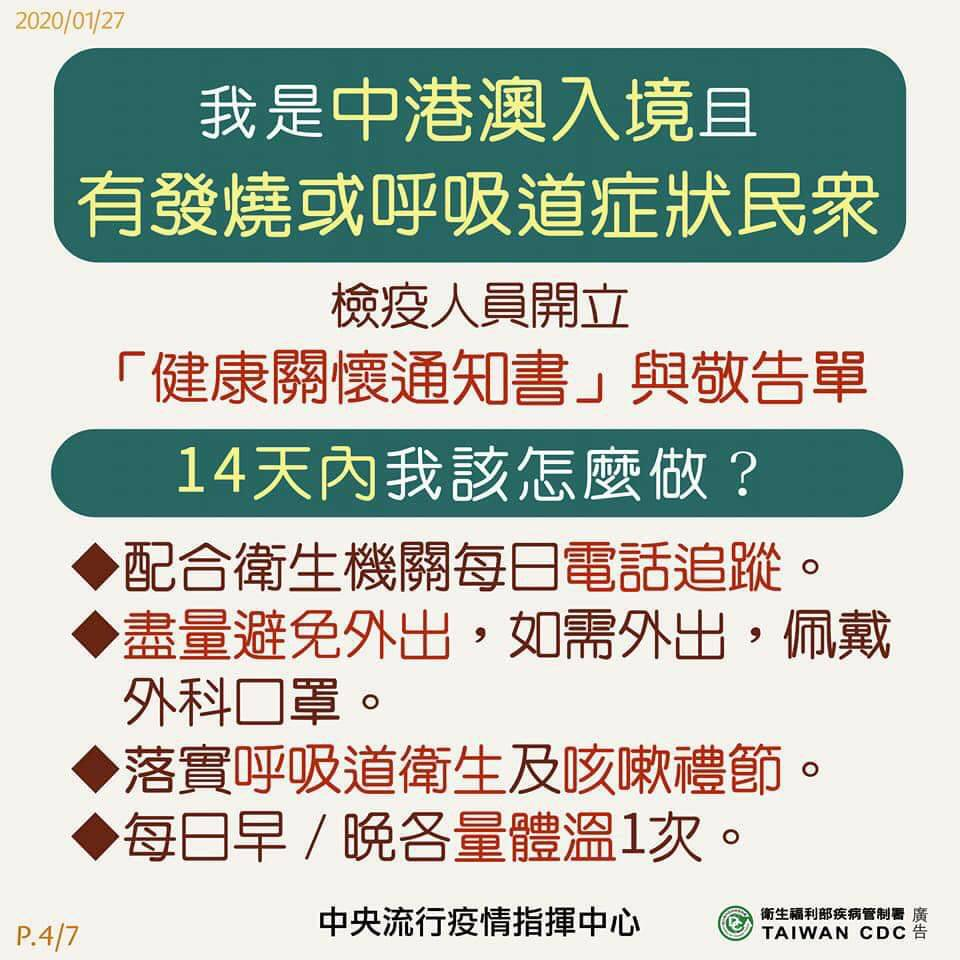 2020/01/27
我是中港澳入境且
有發燒或呼吸道症狀民眾
檢疫人員開立
「健康關懷通知書」與敬告單
14天內我該怎麼做？
◆配合衛生機關每日電話追蹤。
◆盡量避免外出，如需外出，佩戴
外科口罩。
◆落實呼吸道衛生及咳嗽禮節。
◆每日早/晚各量體溫1次。
P.4/7
中央流行疫情指揮中心
衛生福利部疾病管制署
TAIWAN CDC
廣告